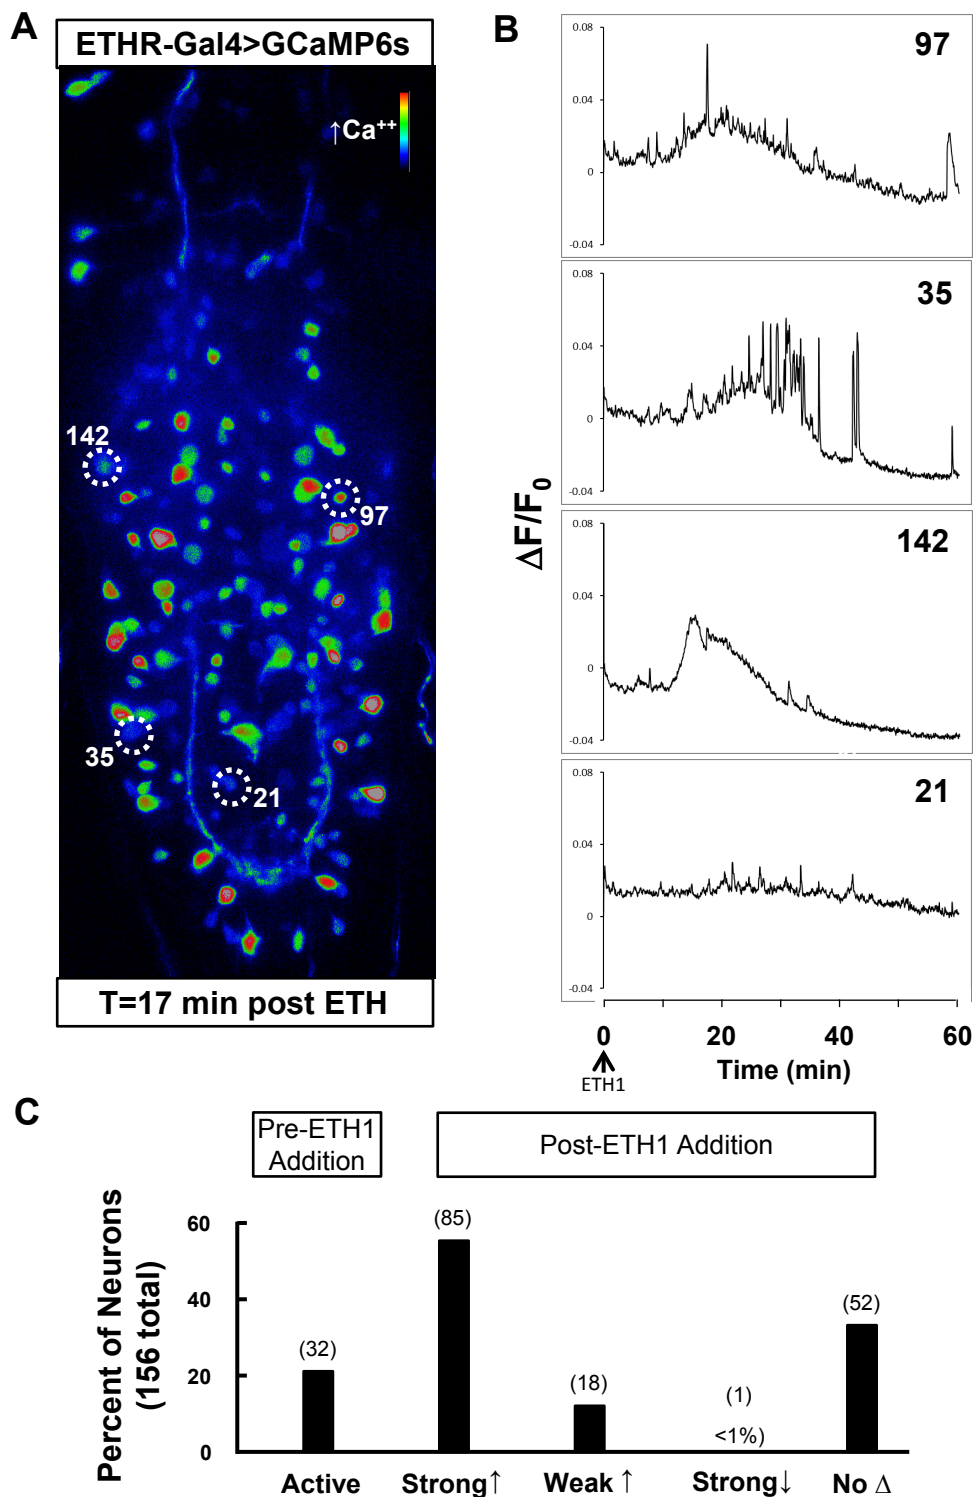 A
ETHR-Gal4>GCaMP6s
↑Ca++
142
97
35
21
T=17 min post ETH
B
97
0.08
0.04
0
-0.04
35
0.08
0.04
0
-0.04
142
0.08
0.04
0
-0.04
21
0.08
0.04
0
-0.04
ΔF/F0
0
20
40
60
ETH1
Time (min)
C
Pre-ETH1
Addition
Post-ETH1 Addition
Percent of Neurons
(156 total)
60
40
20
0
(32)
(85)
(18)
(1)
<1%)
(52)
Active
Strong↑
Weak ↑
Strong↓
No Δ